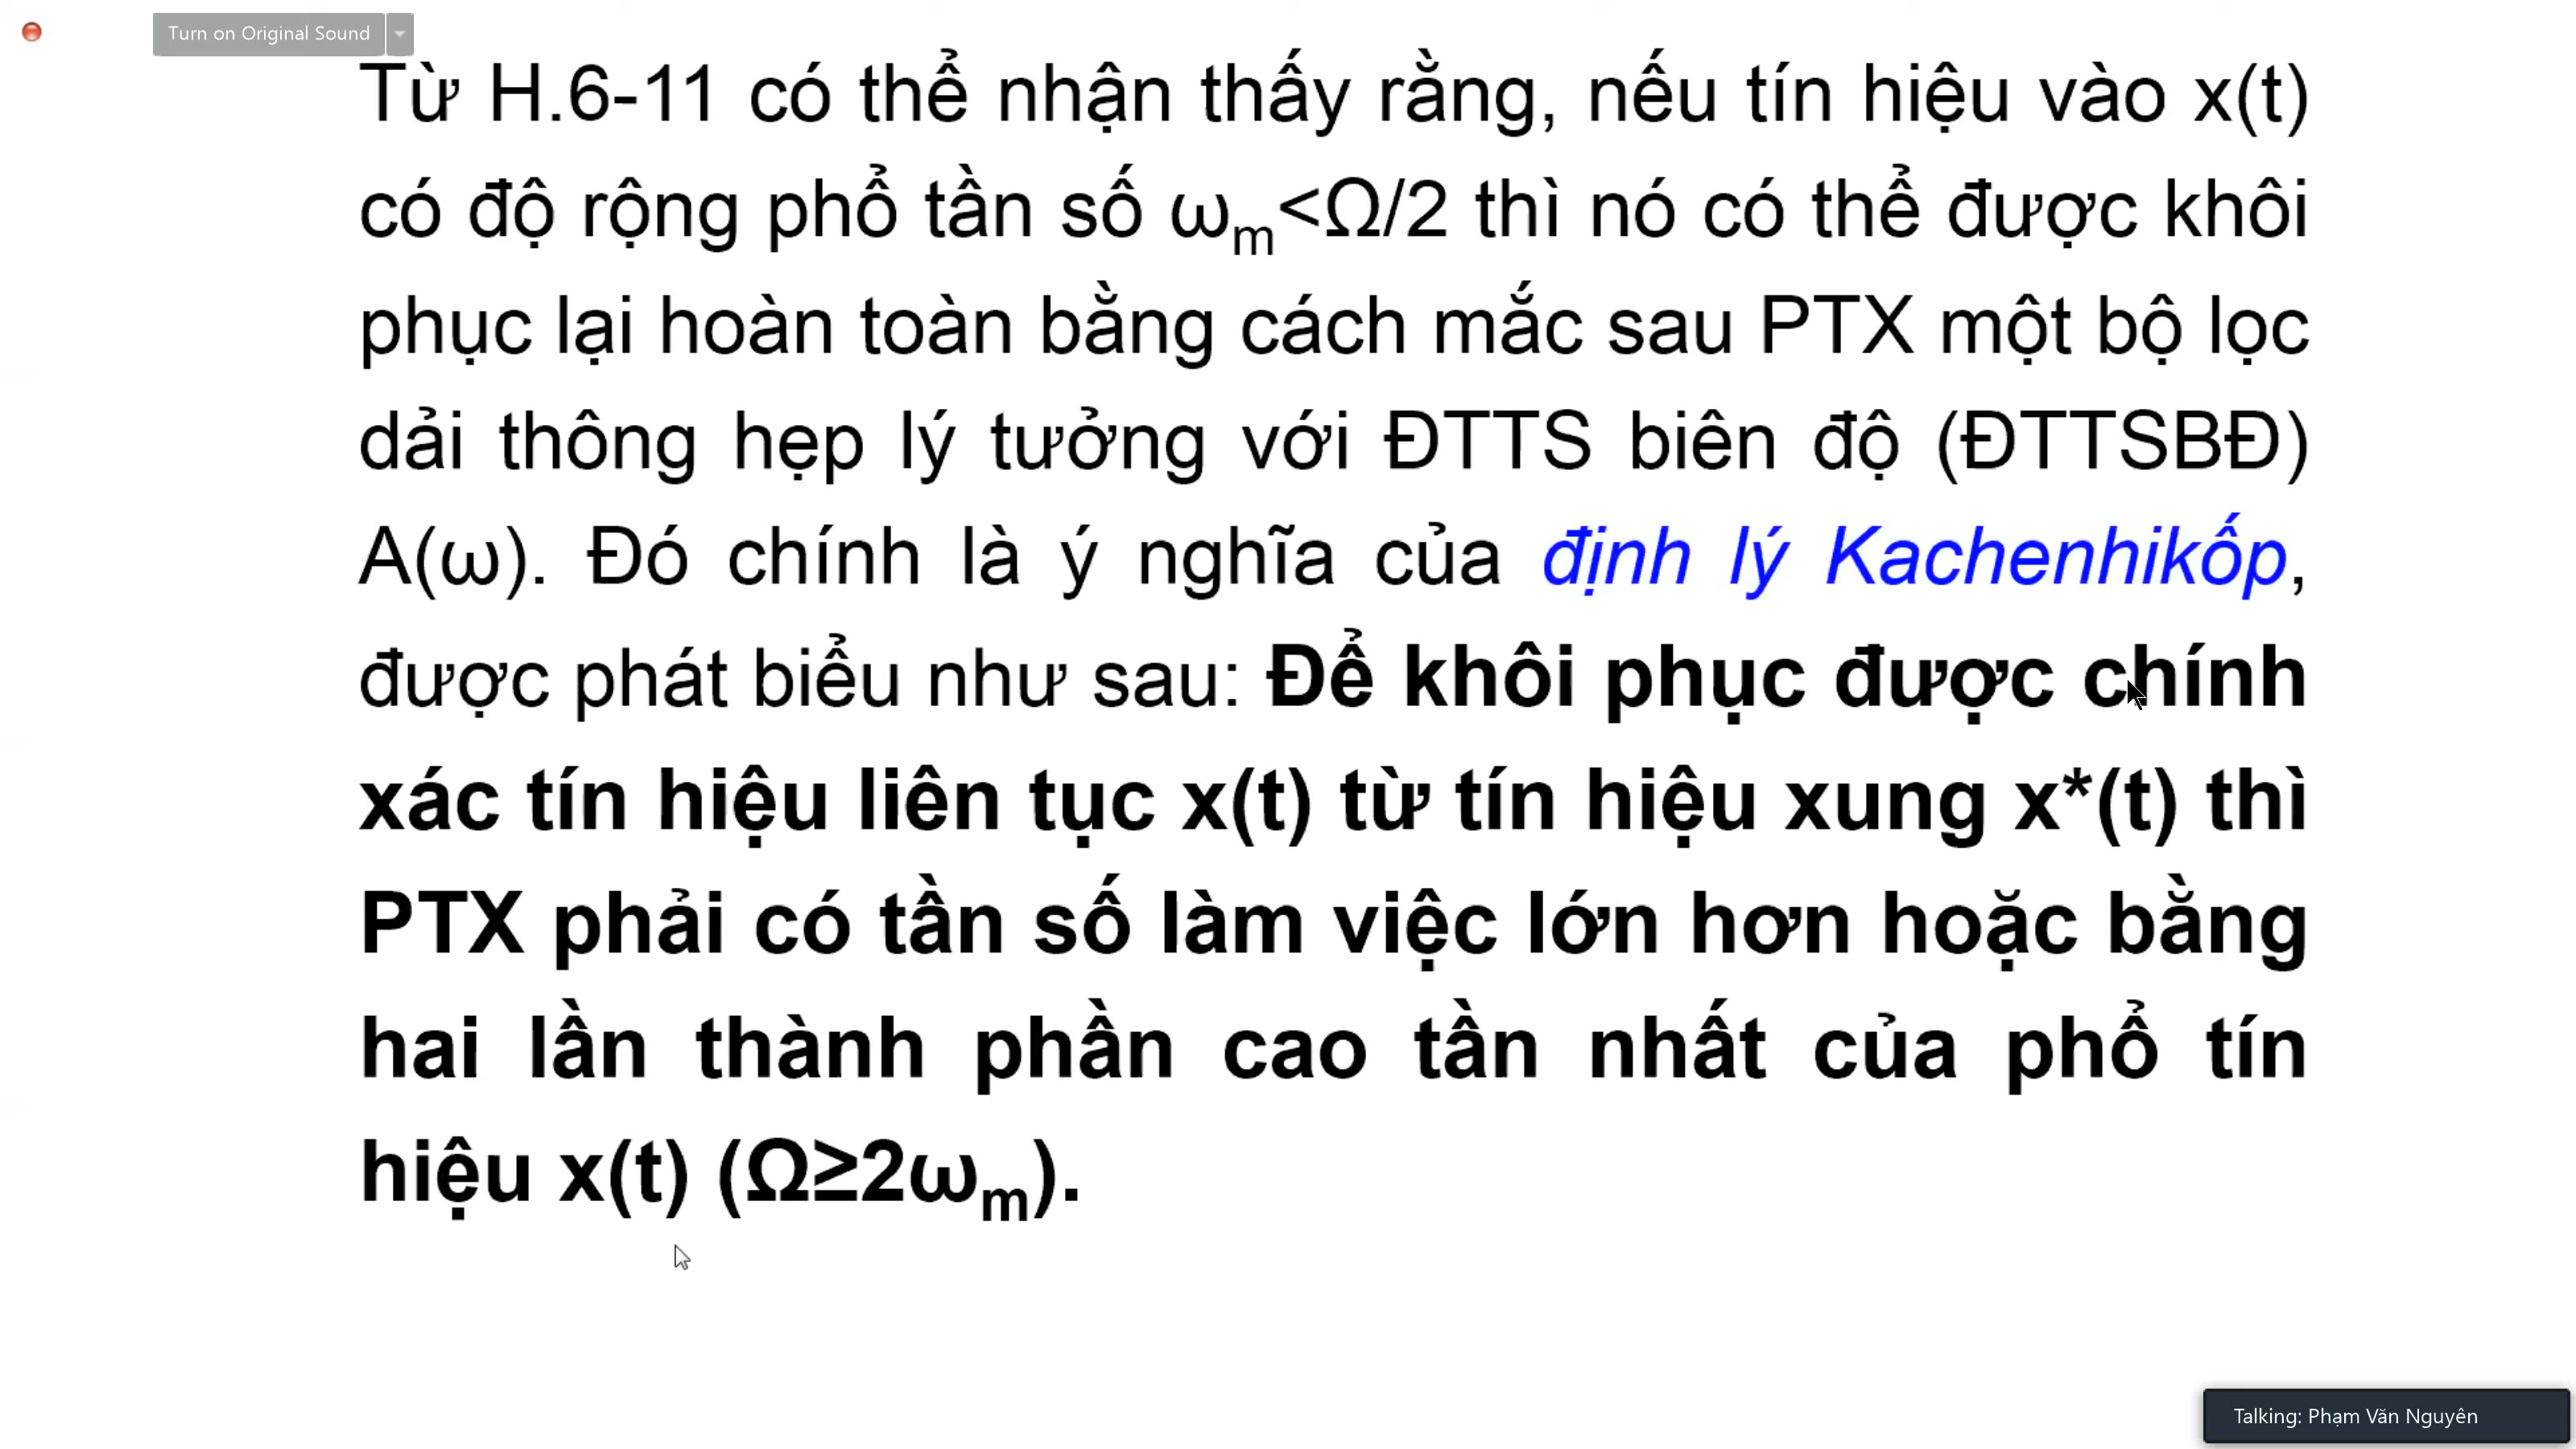 Turn on Original Sound
Từ H.6-11 có thể nhận thấy rằng, nếu tín hiệu vào x(t)
có độ rộng phổ tần số ωm<Ω/2 thì nó có thể được khôi
phục lại hoàn toàn bằng cách mắc sau PTX một bộ lọc
dải thông hẹp lý tưởng với ĐTTS biên độ (ĐTTSBĐ)
A(ω). Đó chính là ý nghĩa của định lý Kachenhikốp,
được phát biểu như sau: Để khôi phục được chính
xác tín hiệu liên tục x(t) từ tín hiệu xung x*(t) thì
PTX phải có tần số làm việc lớn hơn hoặc bằng
hai lần thành phần cao tần nhất của phổ tín
hiệu x(t) (Ω≥2ωm).
Talking: Phạm Văn Nguyên